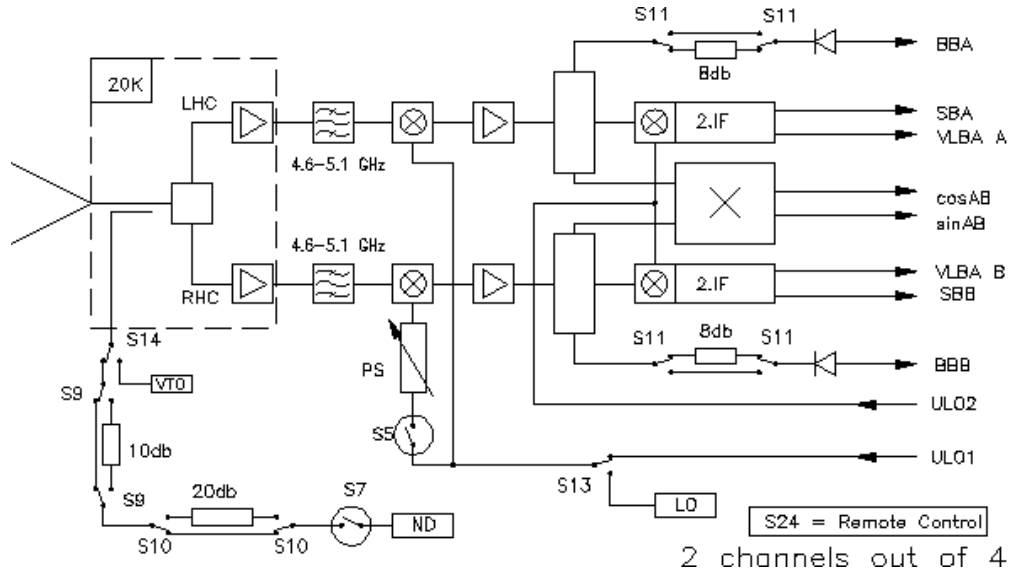 S11 S11
8db
BBA
20K
LHC
2.IF
SBA
VLBA A
4.6-5.1 GHz
cosAB
sinAB
4.6-5.1 GHz
RHC
2.IF
VLBA B
SBB
S14
PS
S11 8db S11
BBB
VTO
S9
ULO2
10db
S5
ULO1
S9
20db
S7
S13
LO
ND
S10 S10
S24 = Remote Control
2 channels out of 4